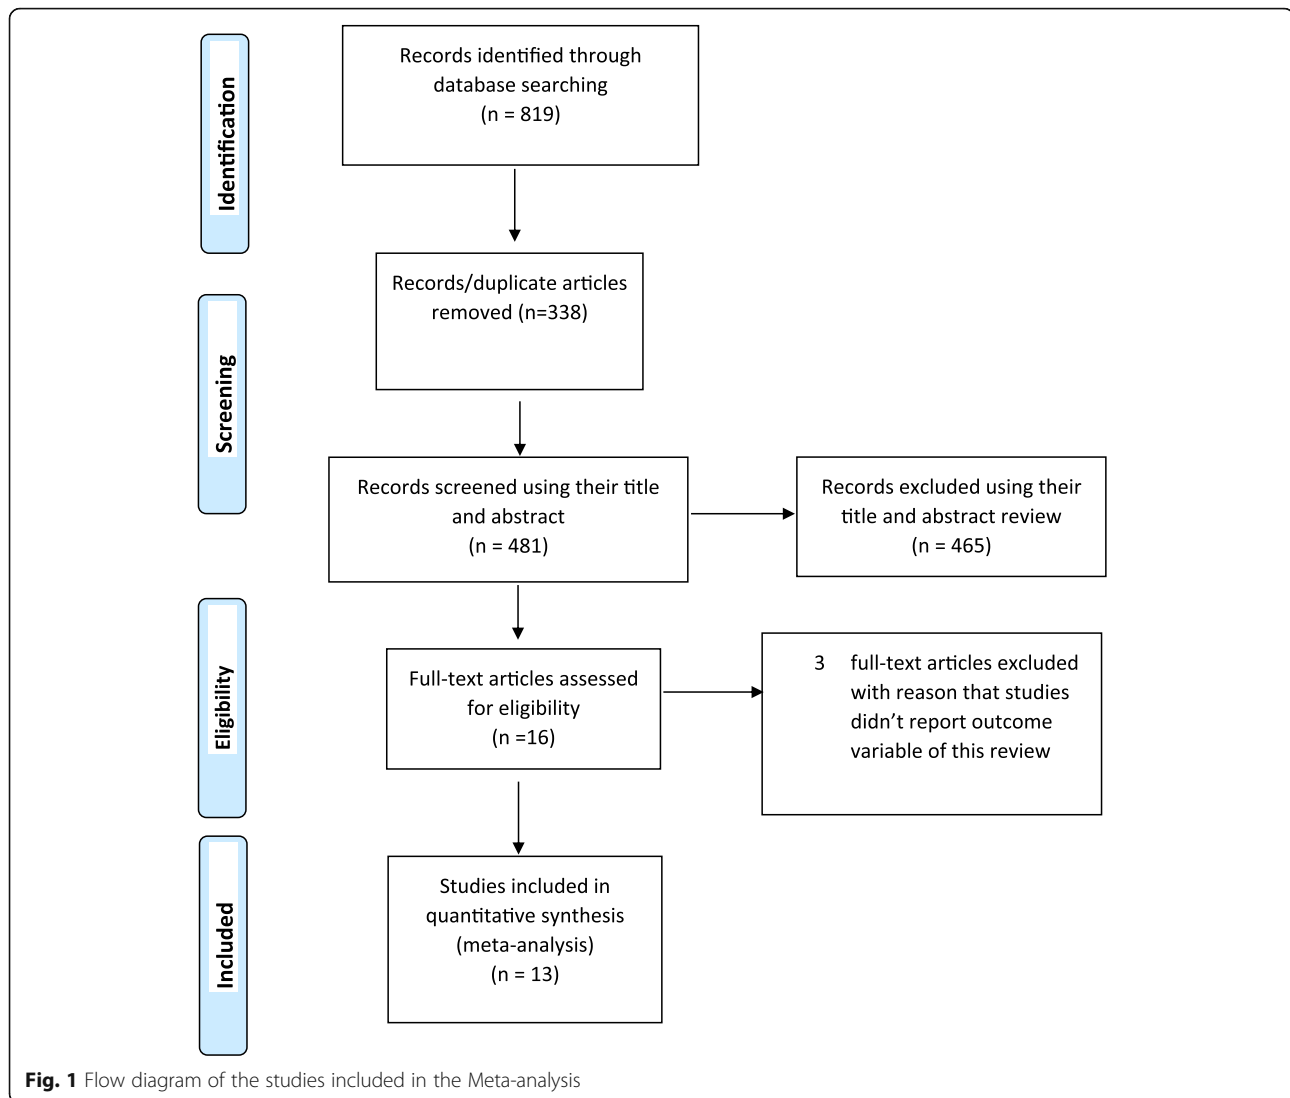 Identification
Records identified through
database searching
(n = 819)
Records/duplicate articles
removed (n=338)
Screening
Records screened using their title
and abstract
(n = 481)
Records excluded using their
title and abstract review
(n = 465)
Eligibility
Full-text articles assessed
for eligibility
(n =16)
3 full-text articles excluded
with reason that studies
didn’t report outcome
variable of this review
Included
Studies included in
quantitative synthesis
(meta-analysis)
(n = 13)
Fig. 1 Flow diagram of the studies included in the Meta-analysis